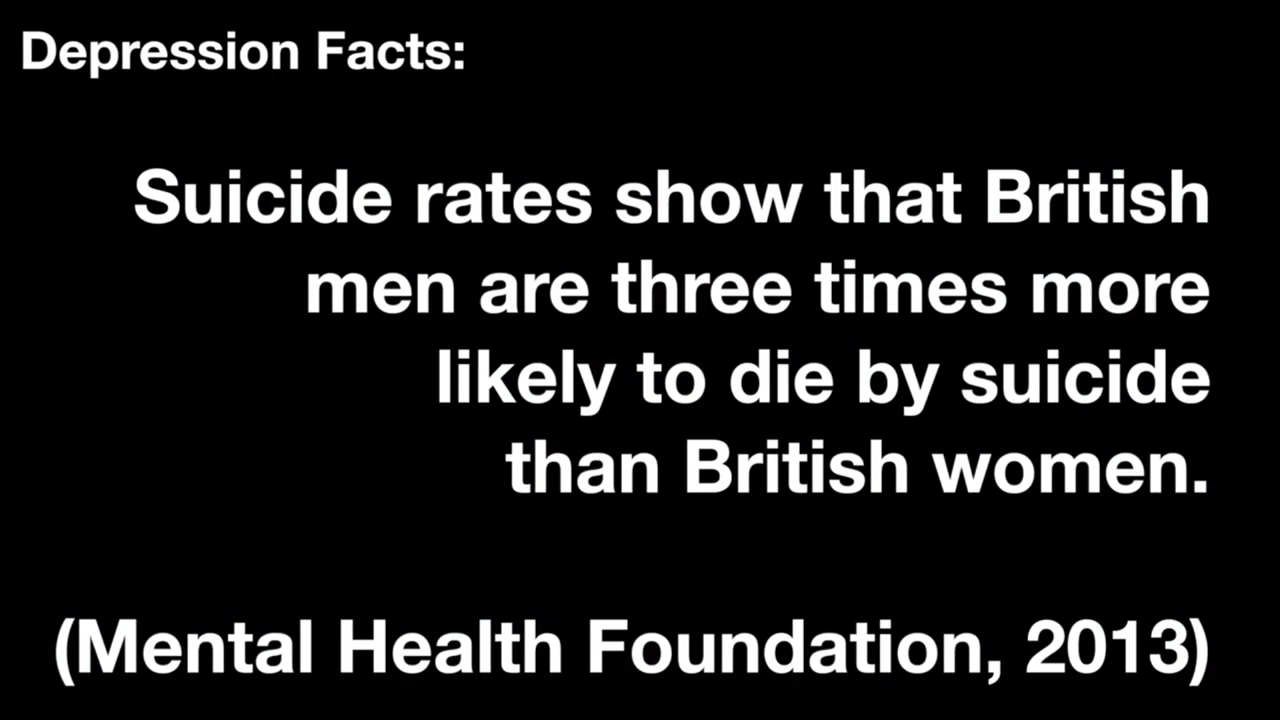 Depression Facts:
Suicide rates show that British
men are three times more
likely to die by suicide
than British women.
(Mental Health Foundation, 2013)